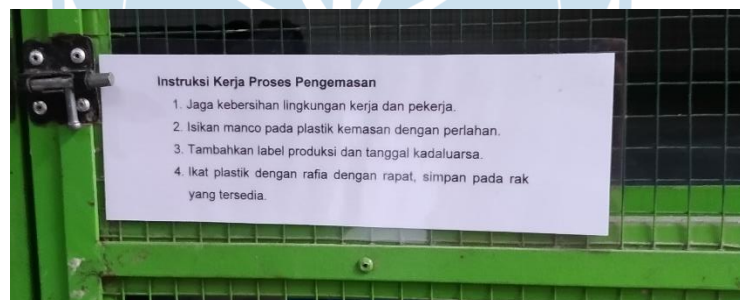 Instruksi Kerja Proses Pengemasan
1. Jaga kebersihan lingkungan kerja dan pekerja.
2. Isikan manco pada plastik kemasan dengan perlahan.
3. Tambahkan label produksi dan tanggal kadaluarsa.
4. Ikat plastik dengan rafia dengan rapat, simpan pada rak
yang tersedia.